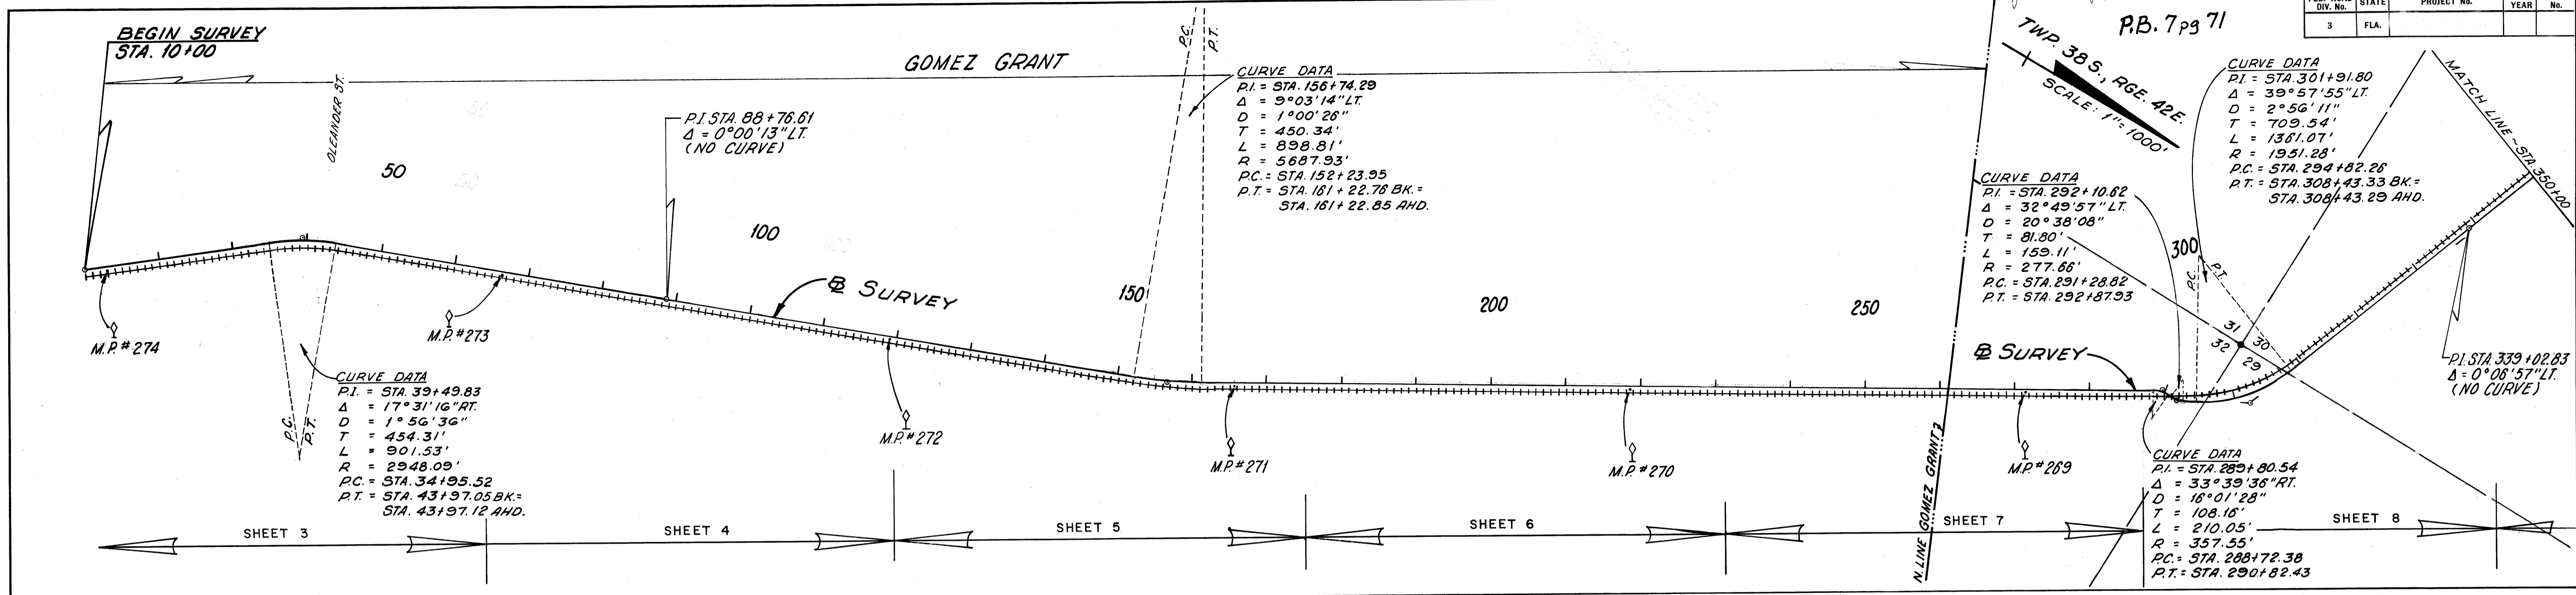 BEGIN SURVEY
STA. 10+00
GOMEZ GRANT
OLEANDER ST.
50
P.I. STA. 88+76.61
Δ = 0°00'13" LT.
(NO CURVE)
100
℄ SURVEY
P.C.
P.T.
CURVE DATA
P.I. = STA. 156+74.29
Δ = 9°03'14" LT.
D = 1°00'26"
T = 450.34'
L = 898.81'
R = 5687.93'
P.C. = STA. 152+23.95
P.T. = STA. 161+22.76 BK. =
STA. 161+22.85 AHD.
150
200
250
P.B. 7 pg 71
TWP. 38 S., RGE. 42 E.
SCALE: 1"=1000'
DIV. No.
STATE
PROJECT No.
YEAR
No.
3
FLA.
CURVE DATA
P.I. = STA. 301+91.80
Δ = 39°57'55" LT.
D = 2°56'11"
T = 709.54'
L = 1361.07'
R = 1951.28'
P.C. = STA. 294+82.26
P.T. = STA. 308+43.33 BK. =
STA. 308+43.29 AHD.
MATCH LINE ~ STA. 350+00
CURVE DATA
P.I. = STA. 292+10.62
Δ = 32°49'57" LT.
D = 20°38'08"
T = 81.80'
L = 159.11'
R = 277.66'
P.C. = STA. 291+28.82
P.T. = STA. 292+87.93
300
P.C.
P.T.
31
30
32
29
P.I. STA. 339+02.83
Δ = 0°06'57" LT.
(NO CURVE)
℄ SURVEY
M.P. #274
P.C.
P.T.
CURVE DATA
P.I. = STA. 39+49.83
Δ = 17°31'16" RT.
D = 1°56'36"
T = 454.31'
L = 901.53'
R = 2948.09'
P.C. = STA. 34+95.52
P.T. = STA. 43+97.05 BK. =
STA. 43+97.12 AHD.
M.P. #273
M.P. #272
M.P. #271
M.P. #270
M.P. #269
N. LINE GOMEZ GRANT
CURVE DATA
P.I. = STA. 289+80.54
Δ = 33°39'36" RT.
D = 16°01'28"
T = 108.16'
L = 210.05'
R = 357.55'
P.C. = STA. 288+72.38
P.T. = STA. 290+82.43
SHEET 3
SHEET 4
SHEET 5
SHEET 6
SHEET 7
SHEET 8